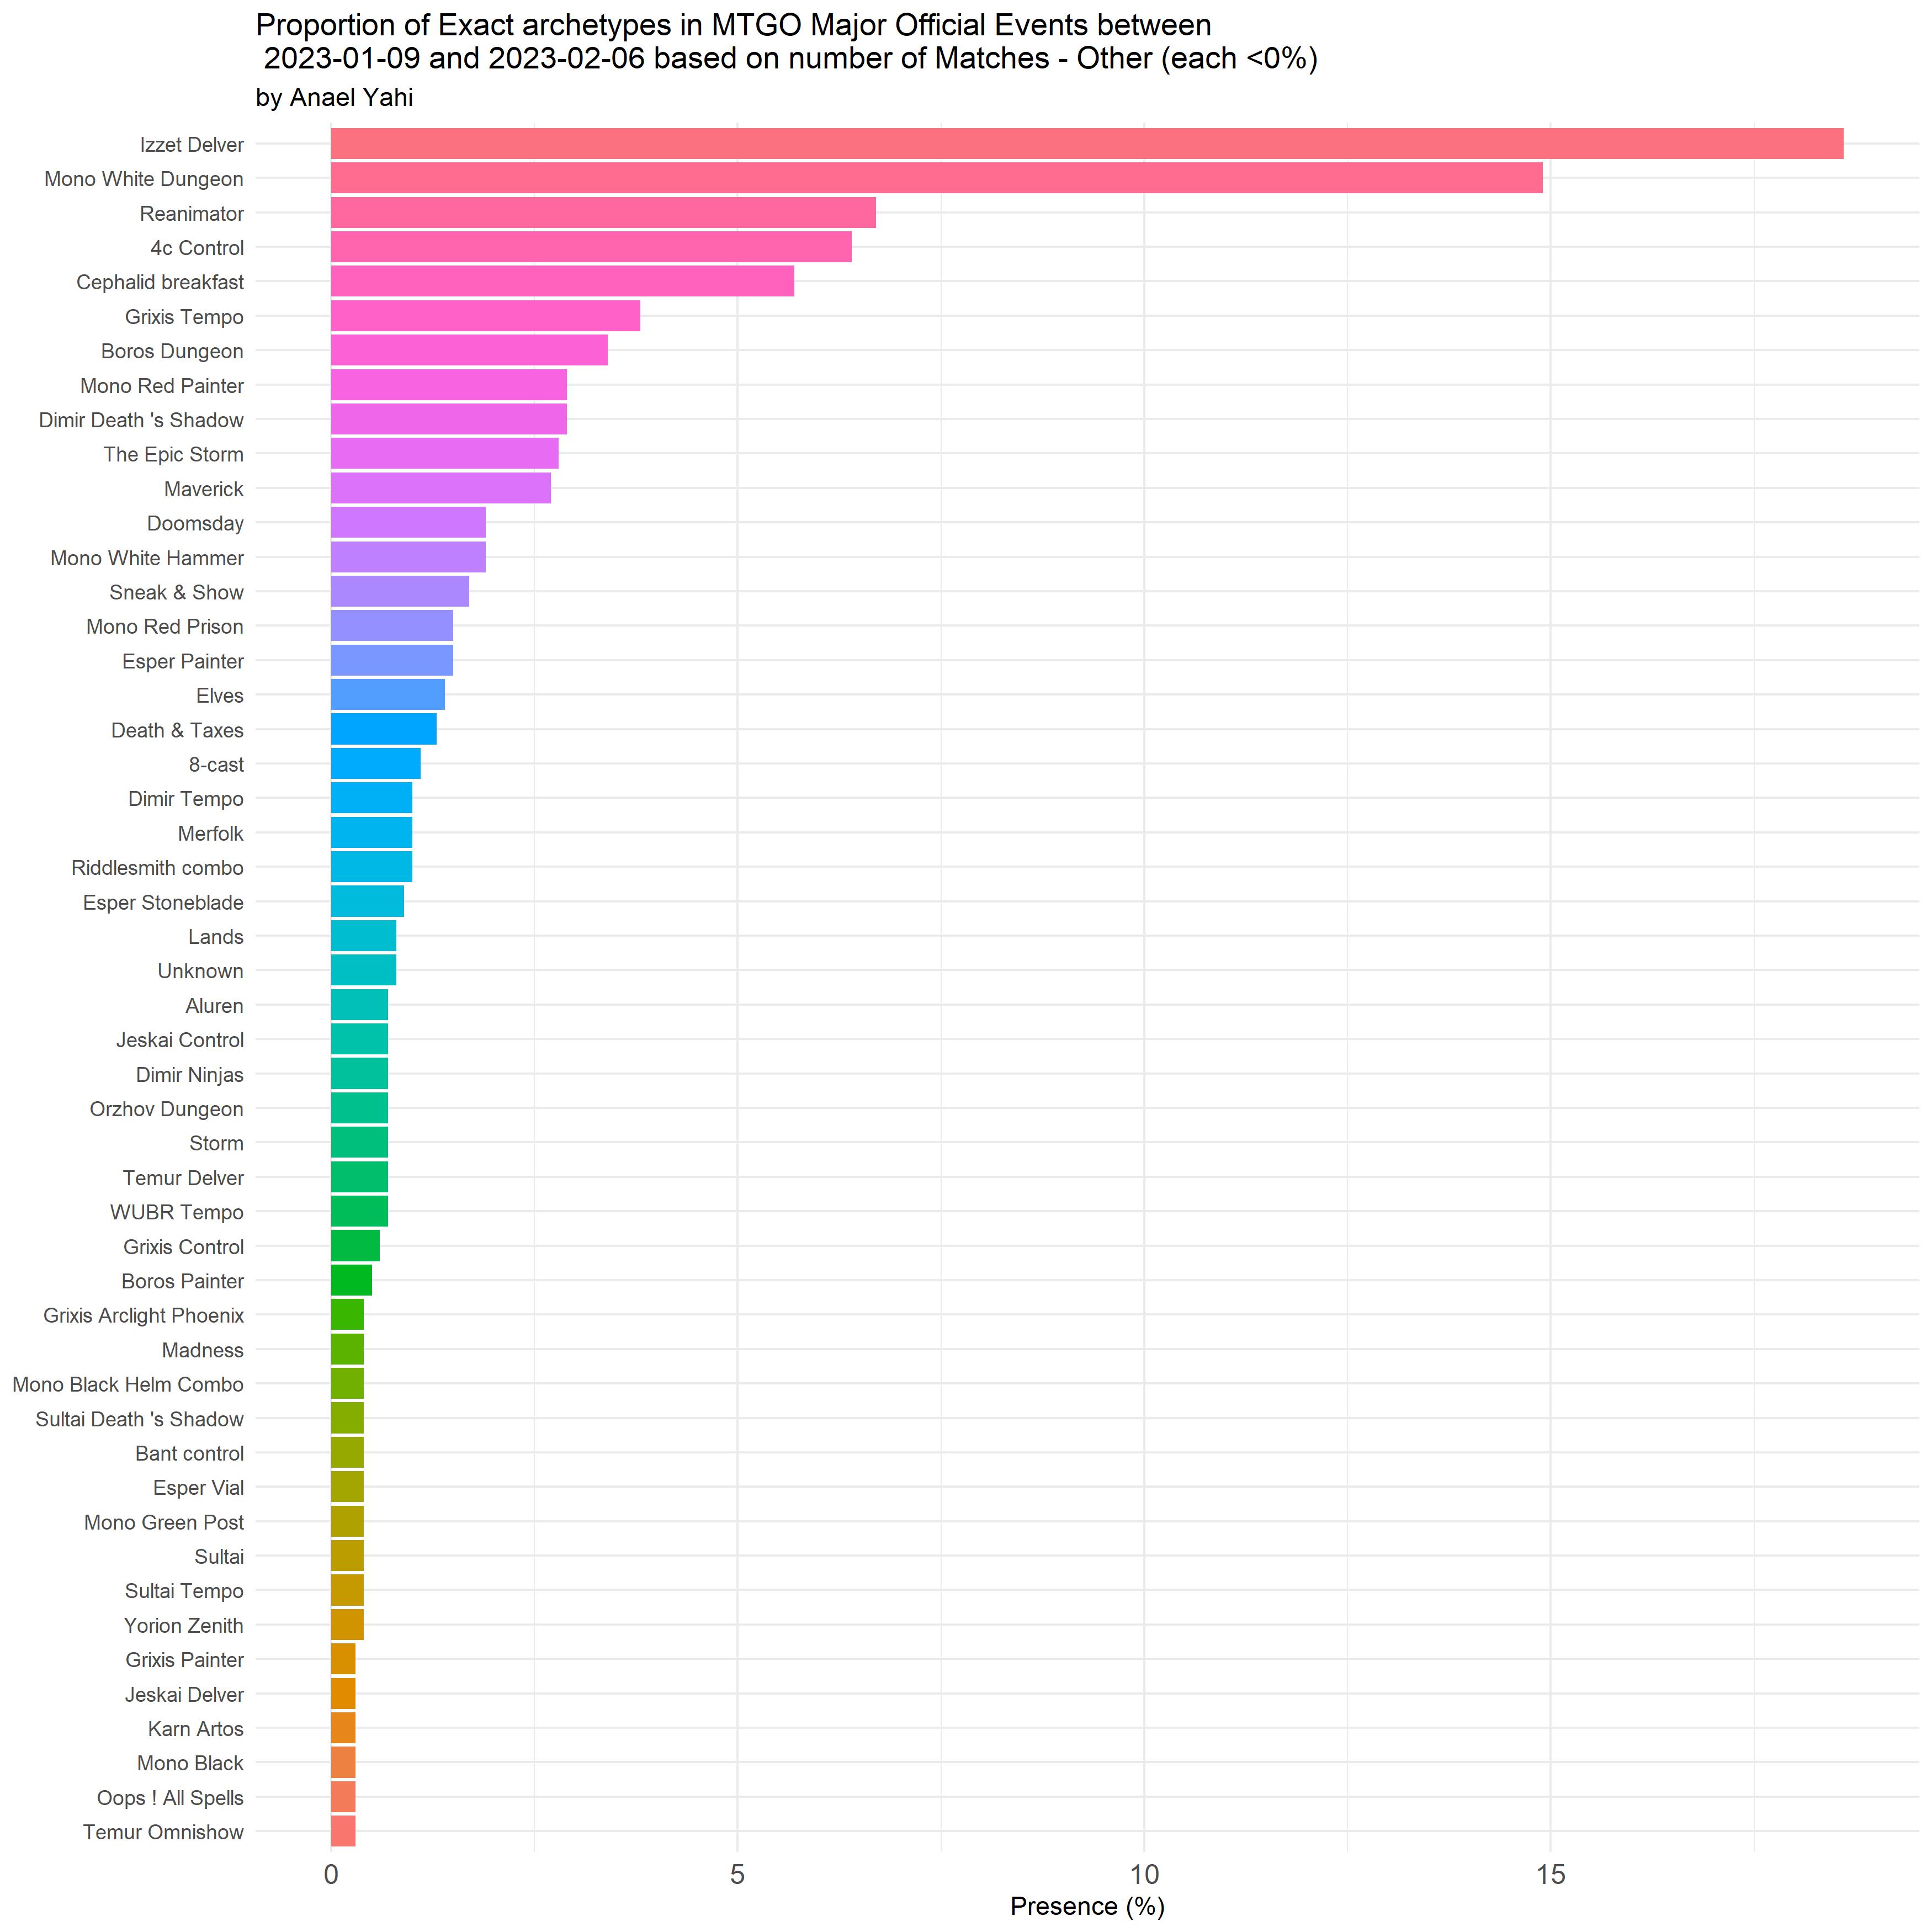 Proportion of Exact archetypes in MTGO Major Official Events between
2023-01-09 and 2023-02-06 based on number of Matches - Other (each <0%)
by Anael Yahi
Izzet Delver
Mono White Dungeon
Reanimator
4c Control
Cephalid breakfast
Grixis Tempo
Boros Dungeon
Mono Red Painter
Dimir Death 's Shadow
The Epic Storm
Maverick
Doomsday
Mono White Hammer
Sneak & Show
Mono Red Prison
Esper Painter
Elves
Death & Taxes
8-cast
Dimir Tempo
Merfolk
Riddlesmith combo
Esper Stoneblade
Lands
Unknown
Aluren
Jeskai Control
Dimir Ninjas
Orzhov Dungeon
Storm
Temur Delver
WUBR Tempo
Grixis Control
Boros Painter
Grixis Arclight Phoenix
Madness
Mono Black Helm Combo
Sultai Death 's Shadow
Bant control
Esper Vial
Mono Green Post
Sultai
Sultai Tempo
Yorion Zenith
Grixis Painter
Jeskai Delver
Karn Artos
Mono Black
Oops ! All Spells
Temur Omnishow
0 5 10 15
Presence (%)